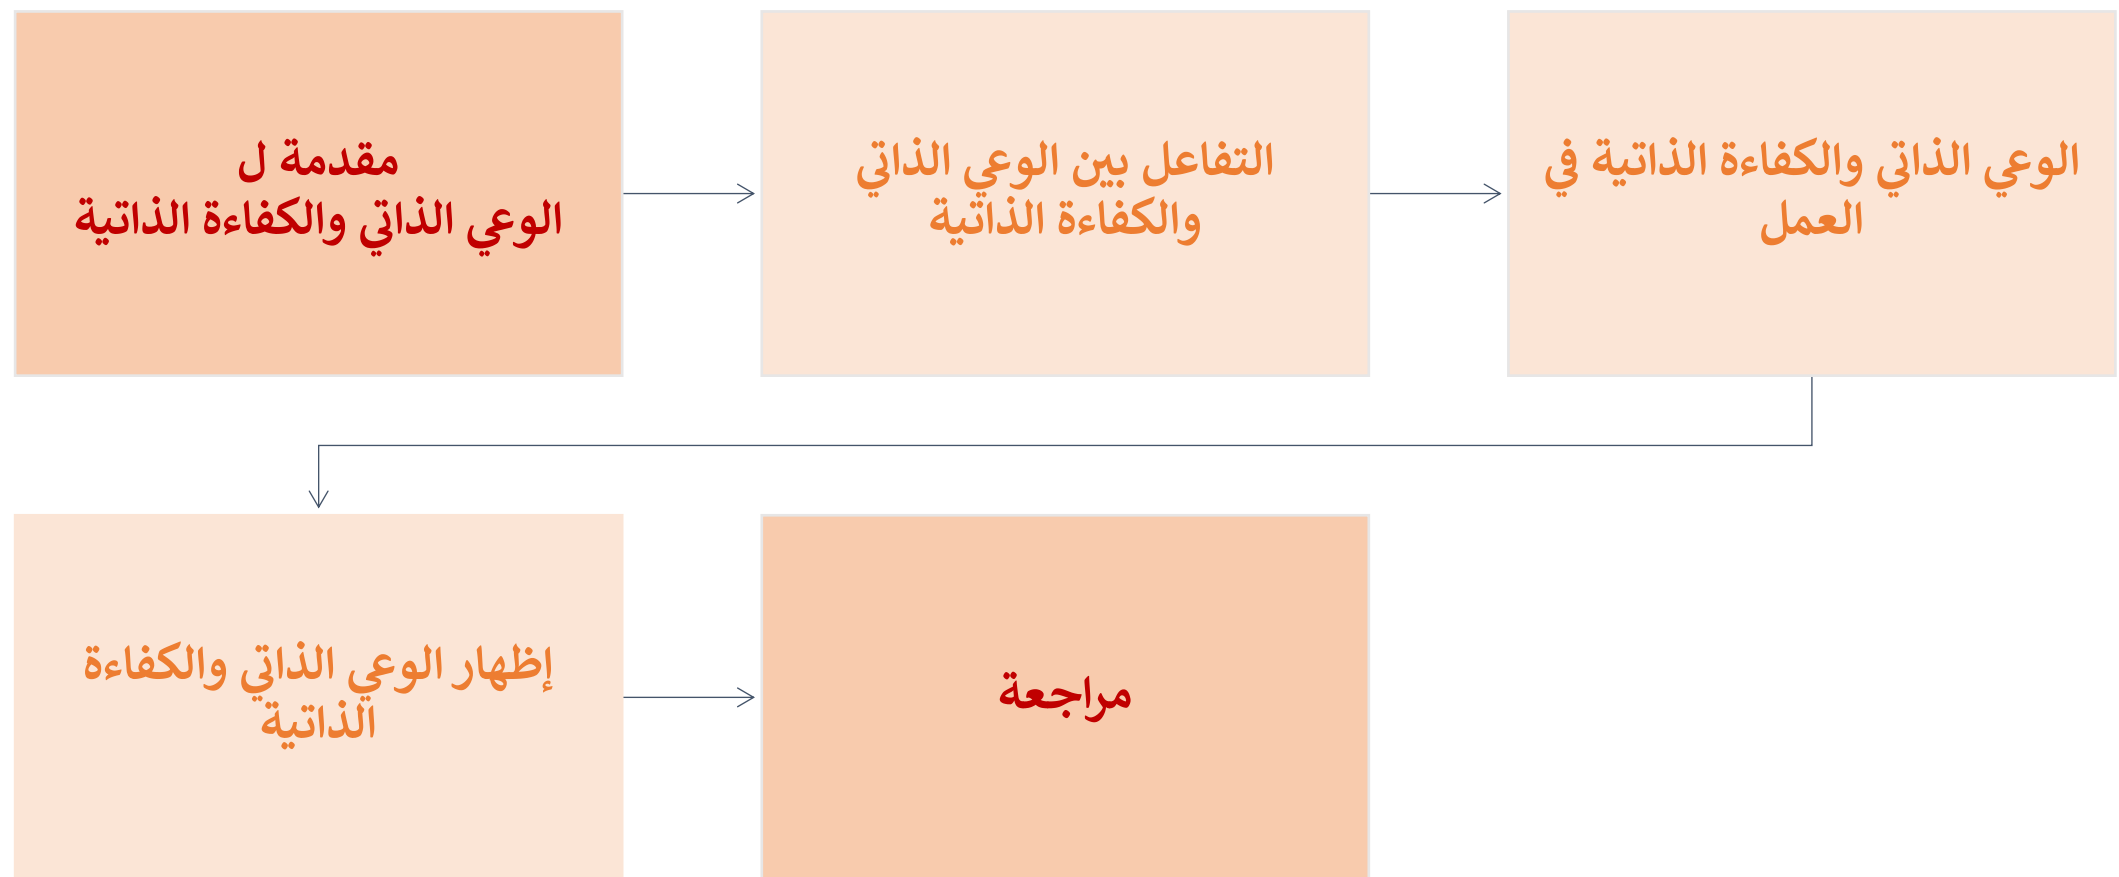 مقدمة ل
الوعي الذاتي والكفاءة الذاتية
التفاعل بين الوعي الذاتي
والكفاءة الذاتية
الوعي الذاتي والكفاءة الذاتية في
العمل
إظهار الوعي الذاتي والكفاءة
الذاتية
مراجعة